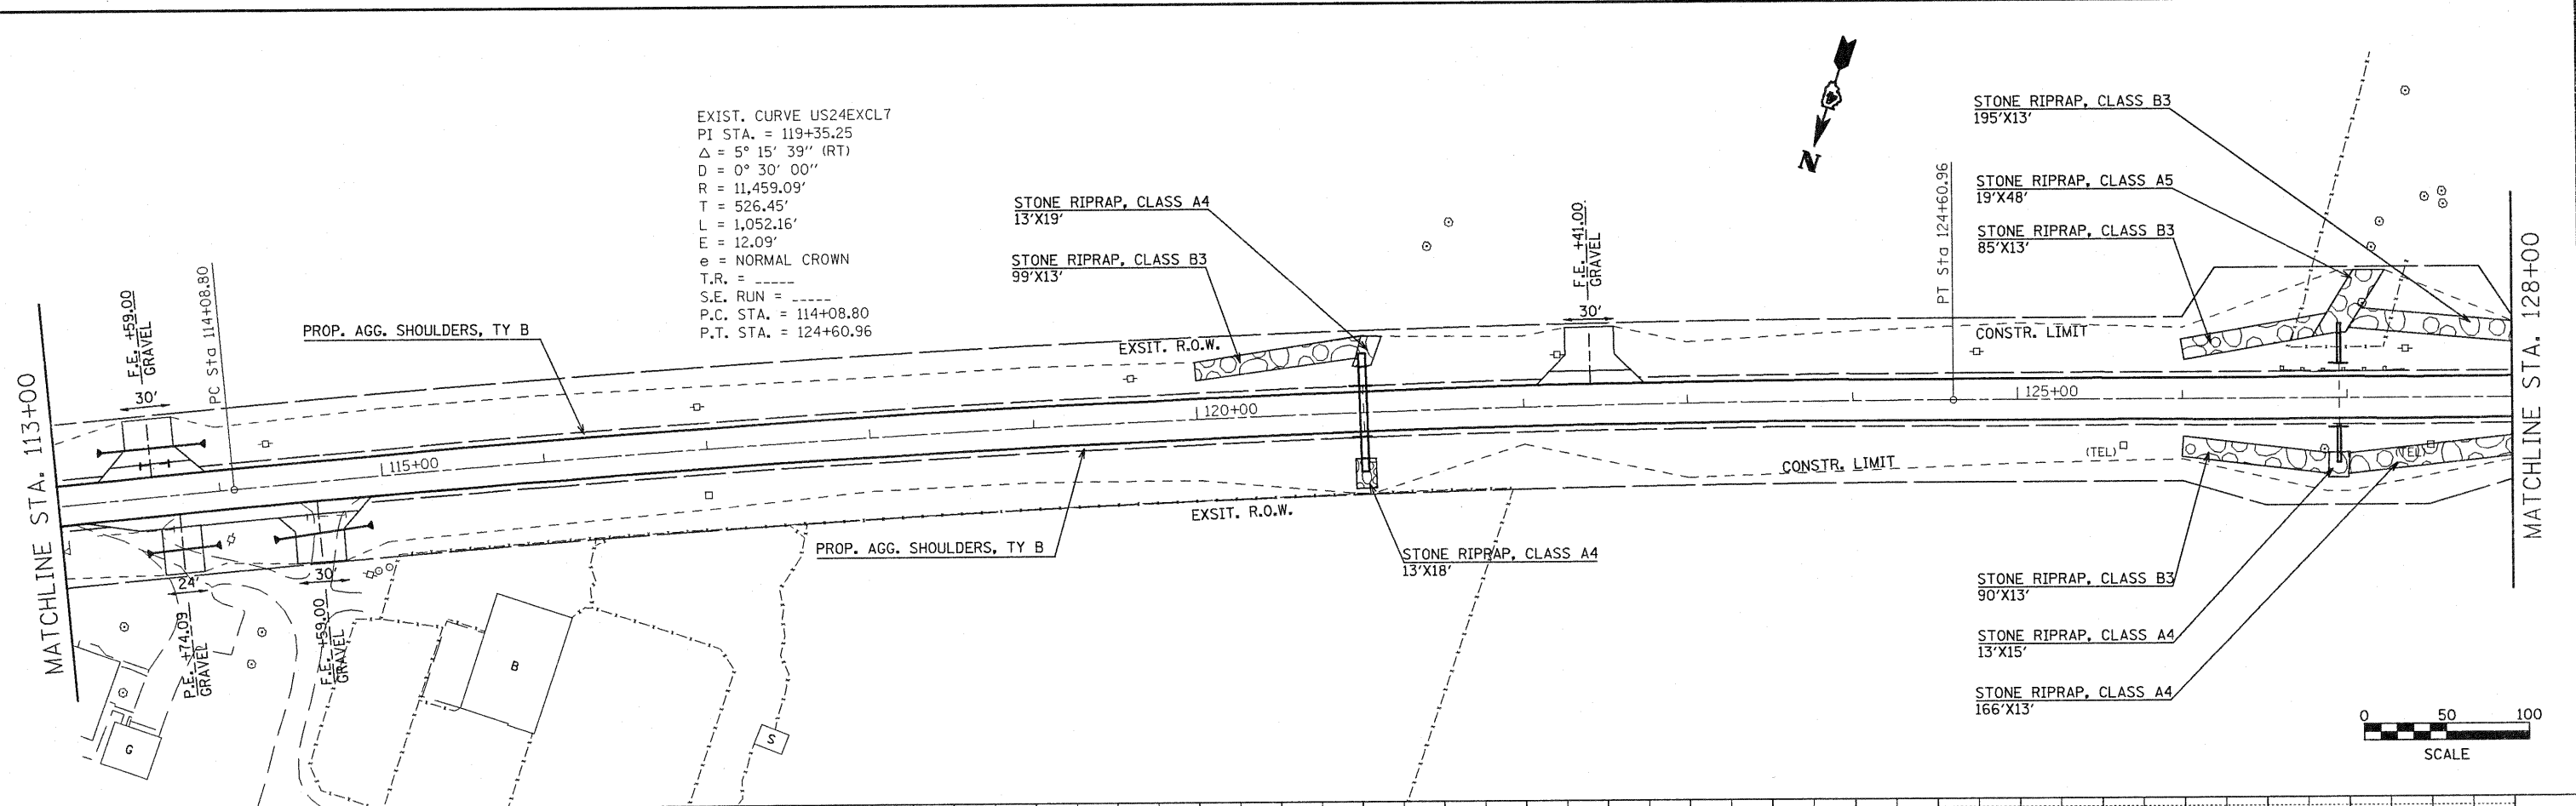 MATCHLINE STA. 113+00
F.E. +59.00
GRAVEL
30'
PC Sta 114+08.80
PROP. AGG. SHOULDERS, TY B
EXIST. CURVE US24EXCL7
PI STA. = 119+35.25
△ = 5° 15' 39" (RT)
D = 0° 30' 00"
R = 11,459.09'
T = 526.45'
L = 1,052.16'
E = 12.09'
e = NORMAL CROWN
T.R. = _____
S.E. RUN = _____
P.C. STA. = 114+08.80
P.T. STA. = 124+60.96
STONE RIPRAP, CLASS A4
13'X19'
STONE RIPRAP, CLASS B3
99'X13'
EXSIT. R.O.W.
F.E. +41.00
GRAVEL
30'
N
PT Sta 124+60.96
STONE RIPRAP, CLASS B3
195'X13'
STONE RIPRAP, CLASS A5
19'X48'
STONE RIPRAP, CLASS B3
85'X13'
CONSTR. LIMIT
MATCHLINE STA. 128+00
115+00
120+00
125+00
24'
P.E. +74.09
GRAVEL
30'
F.E. +59.00
GRAVEL
G
B
S
PROP. AGG. SHOULDERS, TY B
EXSIT. R.O.W.
STONE RIPRAP, CLASS A4
13'X18'
CONSTR. LIMIT
(TEL)
(TEL)
STONE RIPRAP, CLASS B3
90'X13'
STONE RIPRAP, CLASS A4
13'X15'
STONE RIPRAP, CLASS A4
166'X13'
0 50 100
SCALE